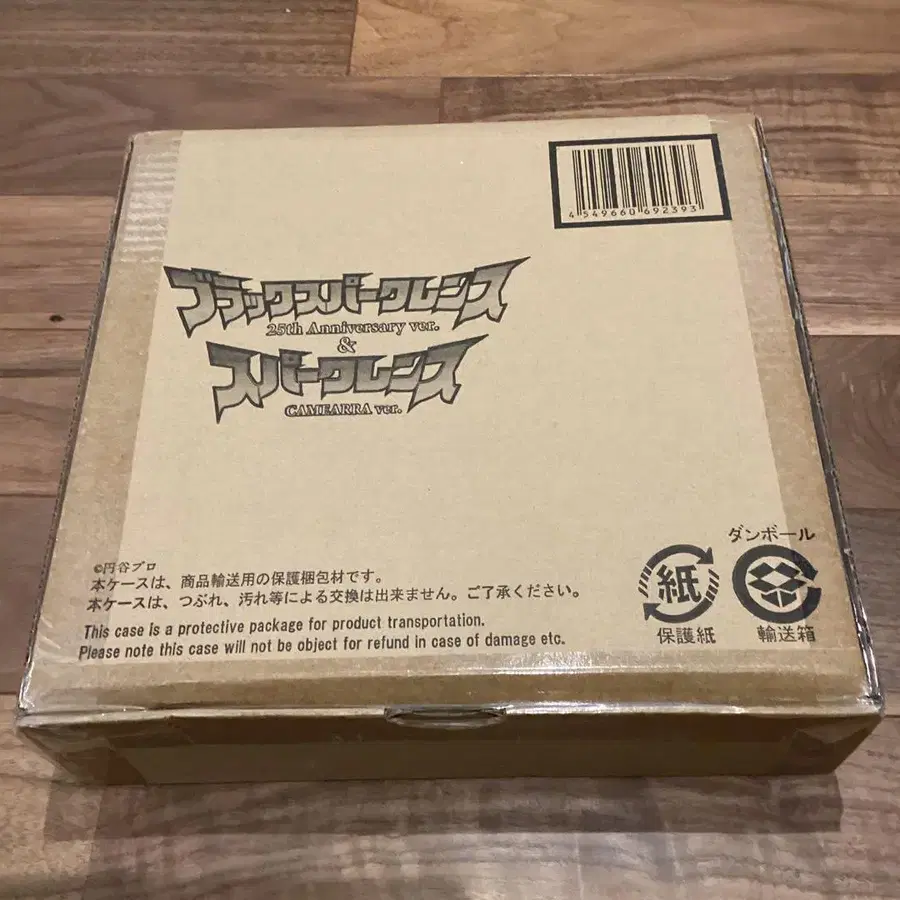 4 549660 692393
ブラックスパークレンス
25th Anniversary ver.
&
スパークレンス
CAMEARRA ver.
©円谷プロ
本ケースは、商品輸送用の保護梱包材です。
本ケースは、つぶれ、汚れ等による交換は出来ません。ご了承ください。
This case is a protective package for product transportation.
Please note this case will not be object for refund in case of damage etc.
紙
保護紙
ダンボール
輸送箱